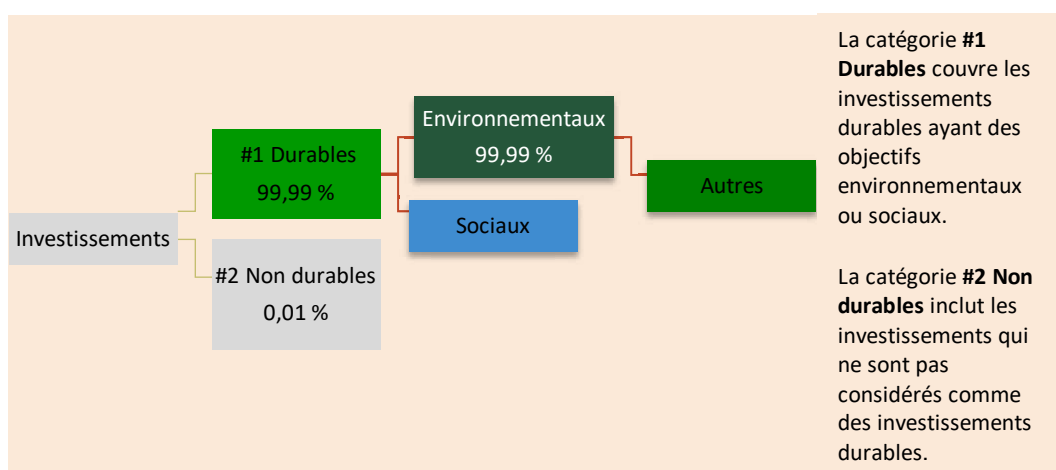 Investissements
#1 Durables
99,99 %
#2 Non durables
0,01 %
Environnementaux
99,99 %
Sociaux
Autres
La catégorie #1
Durables couvre les
investissements
durables ayant des
objectifs
environnementaux
ou sociaux.
La catégorie #2 Non
durables inclut les
investissements qui
ne sont pas
considérés comme
des investissements
durables.